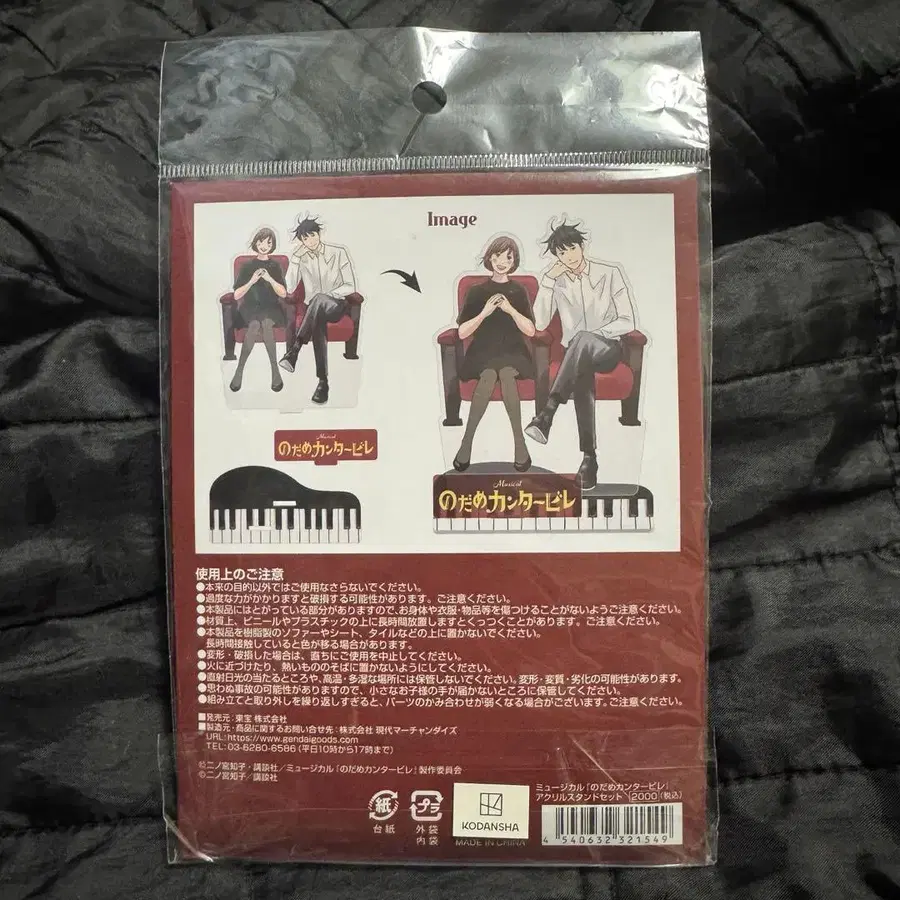 Image
Musical
のだめカンタービレ
Musical
のだめカンタービレ
使用上のご注意
●本来の目的以外ではご使用なさらないでください。
●過度な力がかかりますと破損する可能性があります。ご注意ください。
●本製品にはとがっている部分がありますので、お身体や衣服・物品等を傷つけることがないようご注意ください。
●材質上、ビニールやプラスチックの上に長時間放置しますとくっつくことがあります。ご注意ください。
●本製品を樹脂製のソファーやシート、タイルなどの上に置かないでください。
長時間接触していると色が移る場合があります。
●変形・破損した場合は、直ちにご使用を中止してください。
●火に近づけたり、熱いもののそばに置かないようにしてください。
●直射日光の当たるところや、高温・多湿な場所には保管しないでください。変形・変質・劣化の可能性があります。
●思わぬ事故の可能性がありますので、小さなお子様の手が届かないところに保管してください。
●組み立てと取り外しを繰り返しすぎると、パーツのかみ合わせが弱くなる場合がございます。ご注意ください。
■発売元：東宝 株式会社
■製造元・商品に関するお問い合せ先：株式会社 現代マーチャンダイズ
URL:https://www.gendaigoods.com
TEL:03-6280-6586 (平日10時から17時まで)
©二ノ宮知子・講談社／ミュージカル『のだめカンタービレ』製作委員会
©二ノ宮知子／講談社
紙
台紙
プラ
外袋
内袋
KODANSHA
MADE IN CHINA
ミュージカル『のだめカンタービレ』
アクリルスタンドセット ¥2000(税込)
4 540632 321549